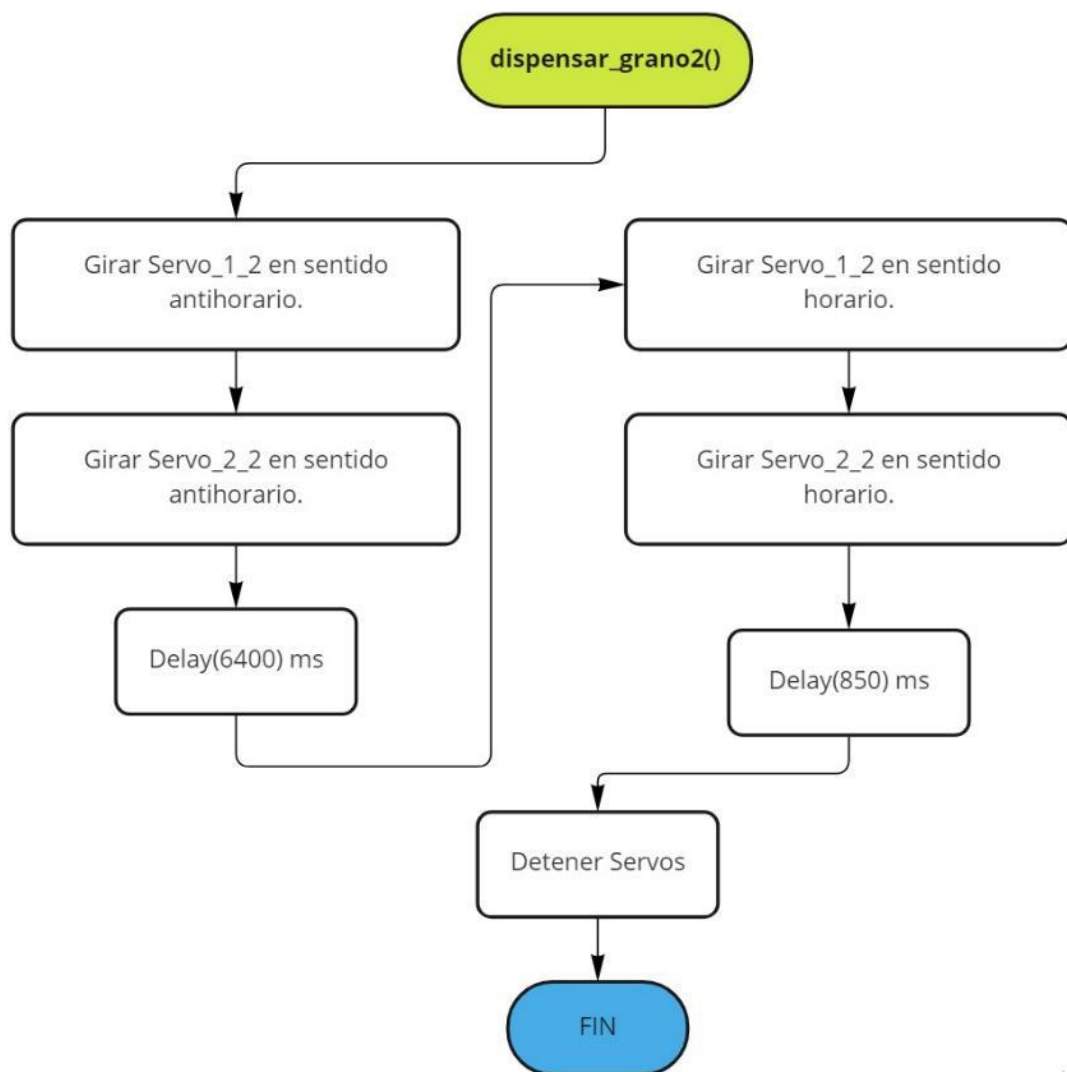 dispensar_grano2()
Girar Servo_1_2 en sentido
antihorario.
Girar Servo_2_2 en sentido
antihorario.
Delay(6400) ms
Girar Servo_1_2 en sentido
horario.
Girar Servo_2_2 en sentido
horario.
Delay(850) ms
Detener Servos
FIN